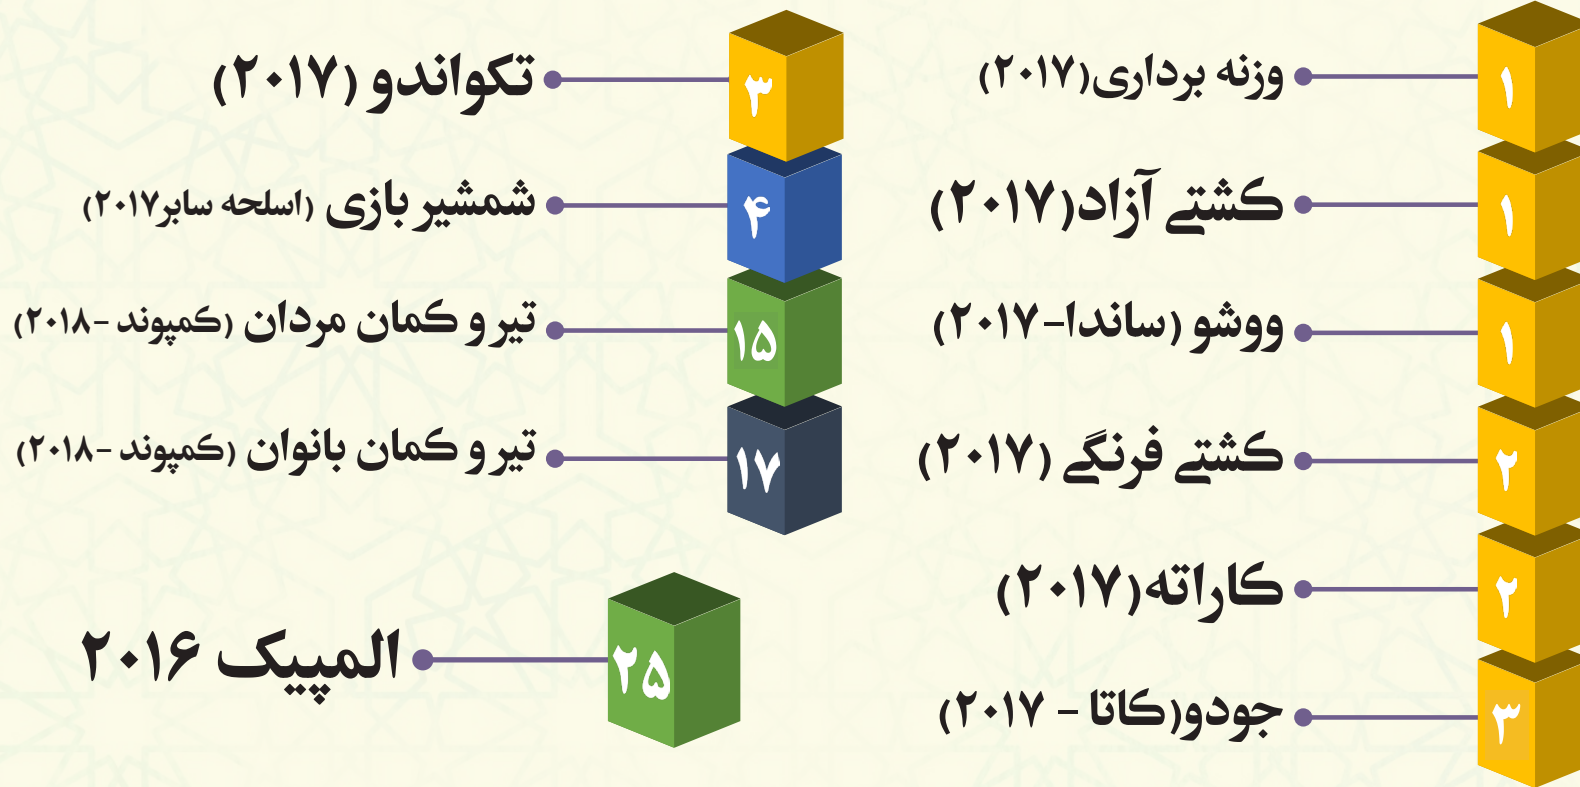 ۱ وزنه برداری(۲۰۱۷)
۱ کشتی آزاد(۲۰۱۷)
۱ ووشو (ساندا-۲۰۱۷)
۲ کشتی فرنگی (۲۰۱۷)
۲ کاراته(۲۰۱۷)
۳ جودو(کاتا - ۲۰۱۷)
۳ تکواندو (۲۰۱۷)
۴ شمشیر بازی (اسلحه سابر۲۰۱۷)
۱۵ تیر و کمان مردان (کمپوند -۲۰۱۸)
۱۷ تیر و کمان بانوان (کمپوند -۲۰۱۸)
۲۵ المپیک ۲۰۱۶